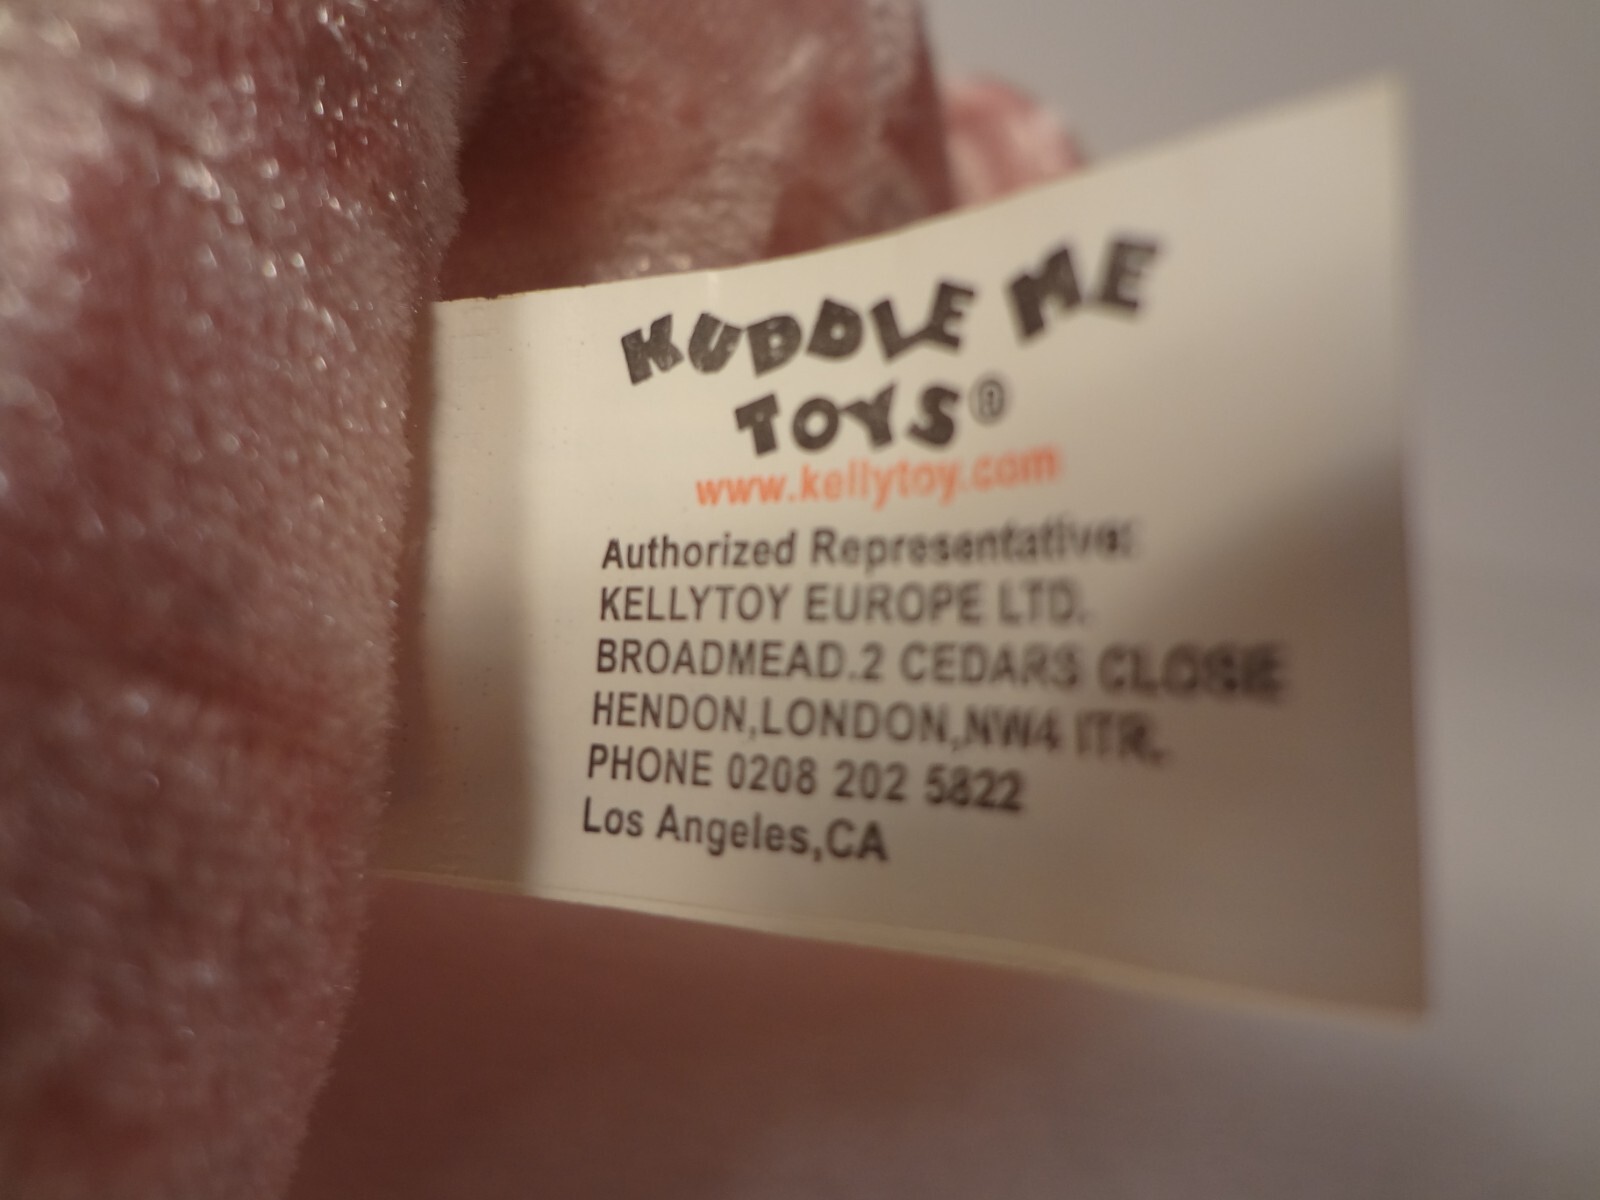 KUDDLE ME
TOYS®
www.kellytoy.com
Authorized Representative:
KELLYTOY EUROPE LTD.
BROADMEAD.2 CEDARS CLOSE
HENDON,LONDON,NW4 ITR.
PHONE 0208 202 5822
Los Angeles,CA